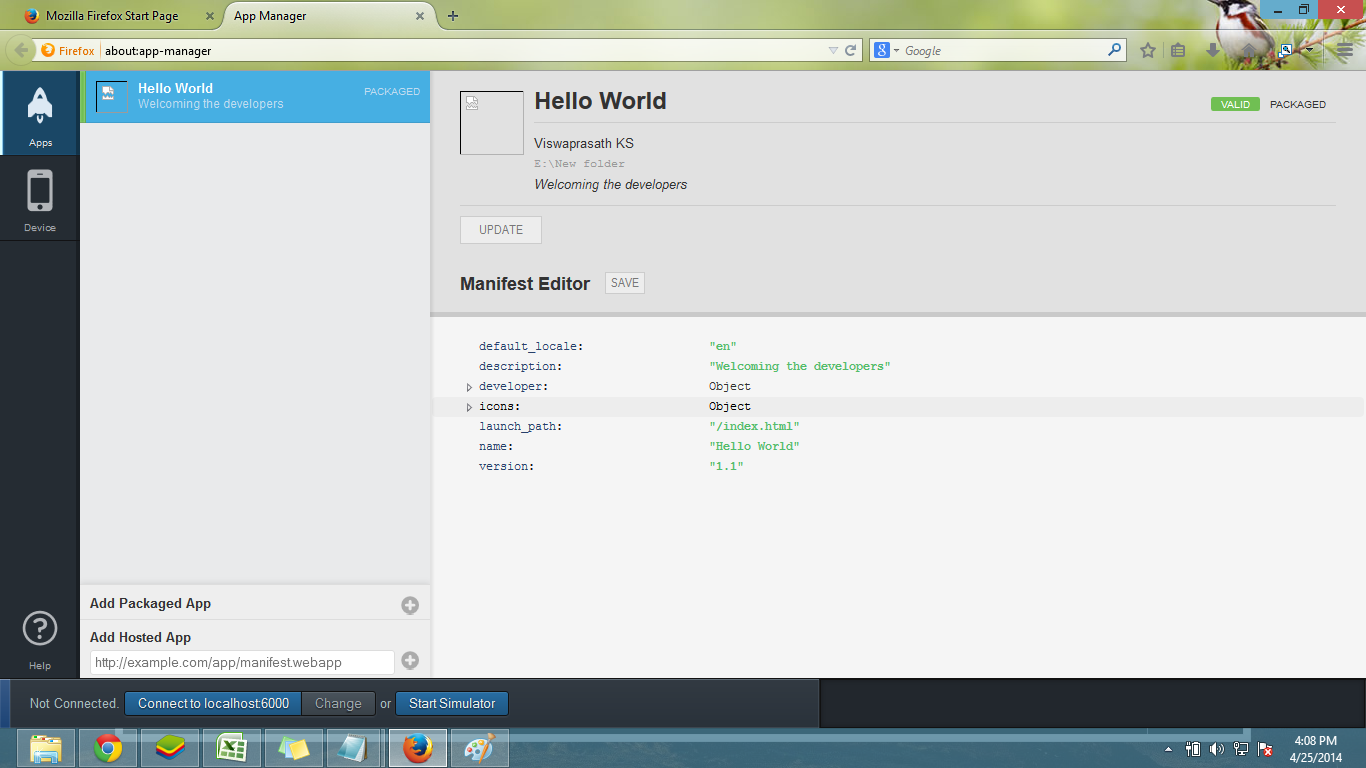 Mozilla Firefox Start Page
App Manager
Firefox about:app-manager
Google
Apps
Device
Help
Hello World PACKAGED
Welcoming the developers
Add Packaged App
Add Hosted App
http://example.com/app/manifest.webapp
Hello World VALID PACKAGED
Viswaprasath KS
E:\New folder
Welcoming the developers
UPDATE
Manifest Editor SAVE
default_locale: "en"
description: "Welcoming the developers"
developer: Object
icons: Object
launch_path: "/index.html"
name: "Hello World"
version: "1.1"
Not Connected. Connect to localhost:6000 Change or Start Simulator
4:08 PM
4/25/2014